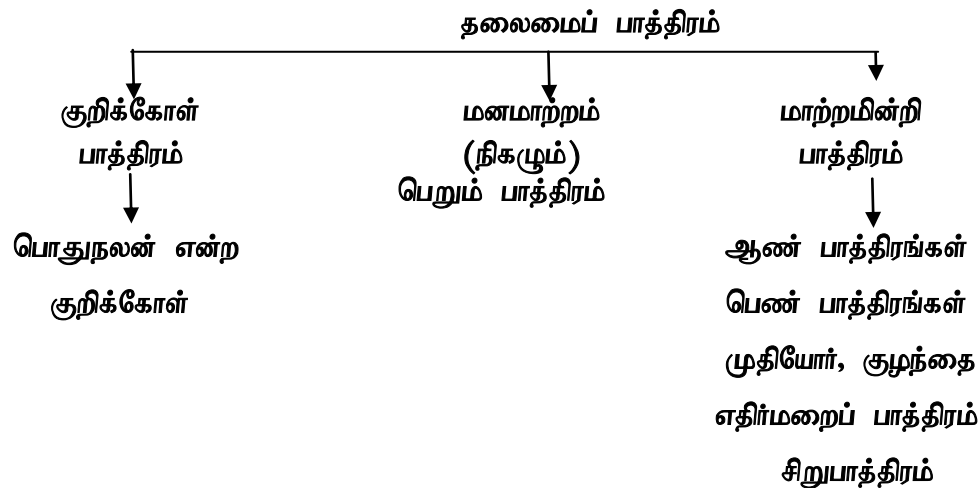 தலைமைப் பாத்திரம்
குறிக்கோள்
பாத்திரம்
மனமாற்றம்
(நிகழும்)
பெறும் பாத்திரம்
மாற்றமின்றி
பாத்திரம்
பொதுநலன் என்ற
குறிக்கோள்
ஆண் பாத்திரங்கள்
பெண் பாத்திரங்கள்
முதியோர், குழந்தை
எதிர்மறைப் பாத்திரம்
சிறுபாத்திரம்